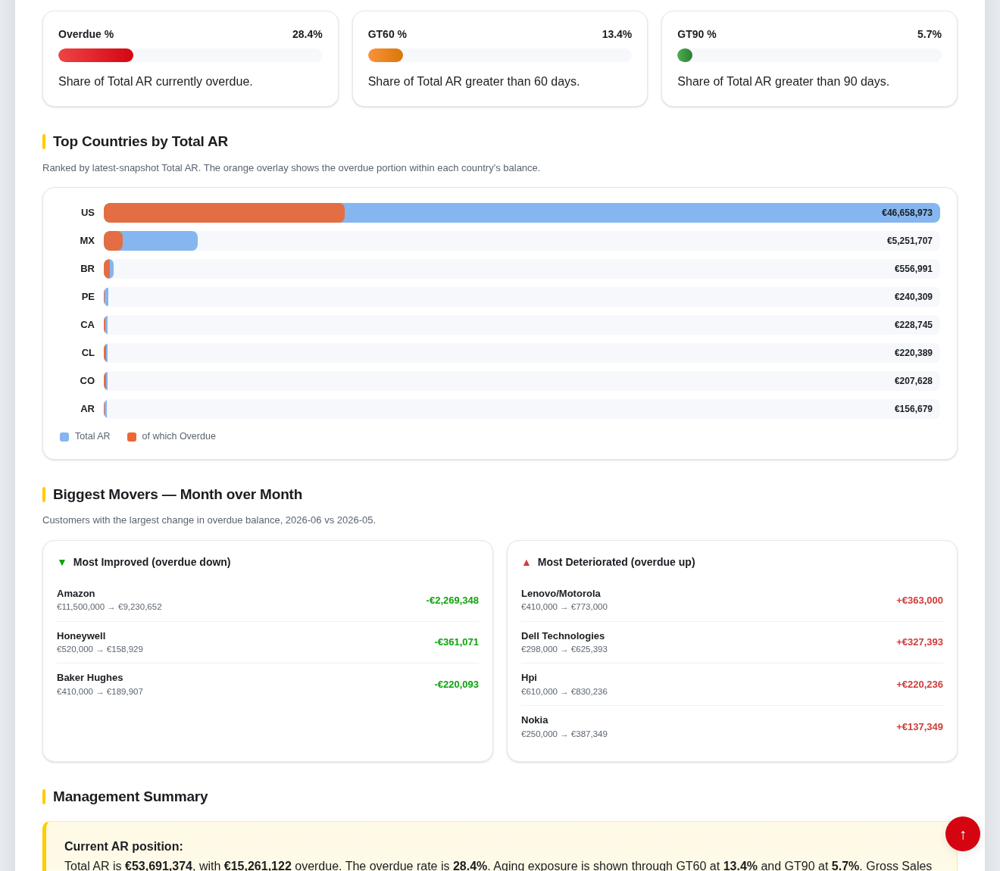 Overdue % 28.4%
Share of Total AR currently overdue.
GT60 % 13.4%
Share of Total AR greater than 60 days.
GT90 % 5.7%
Share of Total AR greater than 90 days.
Top Countries by Total AR
Ranked by latest-snapshot Total AR. The orange overlay shows the overdue portion within each country's balance.
US €46,658,973
MX €5,251,707
BR €556,991
PE €240,309
CA €228,745
CL €220,389
CO €207,628
AR €156,679
Total AR of which Overdue
Biggest Movers — Month over Month
Customers with the largest change in overdue balance, 2026-06 vs 2026-05.
▼ Most Improved (overdue down)
Amazon
€11,500,000 → €9,230,652
-€2,269,348
Honeywell
€520,000 → €158,929
-€361,071
Baker Hughes
€410,000 → €189,907
-€220,093
▲ Most Deteriorated (overdue up)
Lenovo/Motorola
€410,000 → €773,000
+€363,000
Dell Technologies
€298,000 → €625,393
+€327,393
Hpi
€610,000 → €830,236
+€220,236
Nokia
€250,000 → €387,349
+€137,349
Management Summary
Current AR position:
Total AR is €53,691,374, with €15,261,122 overdue. The overdue rate is 28.4%. Aging exposure is shown through GT60 at 13.4% and GT90 at 5.7%. Gross Sales
↑